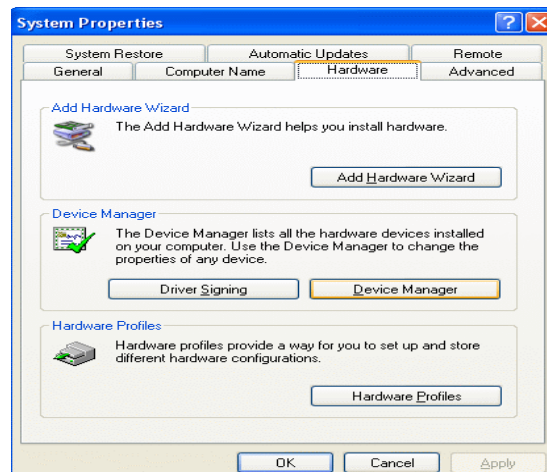 System Properties
System Restore
Automatic Updates
Remote
General
Computer Name
Hardware
Advanced
Add Hardware Wizard
The Add Hardware Wizard helps you install hardware.
Add Hardware Wizard
Device Manager
The Device Manager lists all the hardware devices installed
on your computer. Use the Device Manager to change the
properties of any device.
Driver Signing
Device Manager
Hardware Profiles
Hardware profiles provide a way for you to set up and store
different hardware configurations.
Hardware Profiles
OK
Cancel
Apply